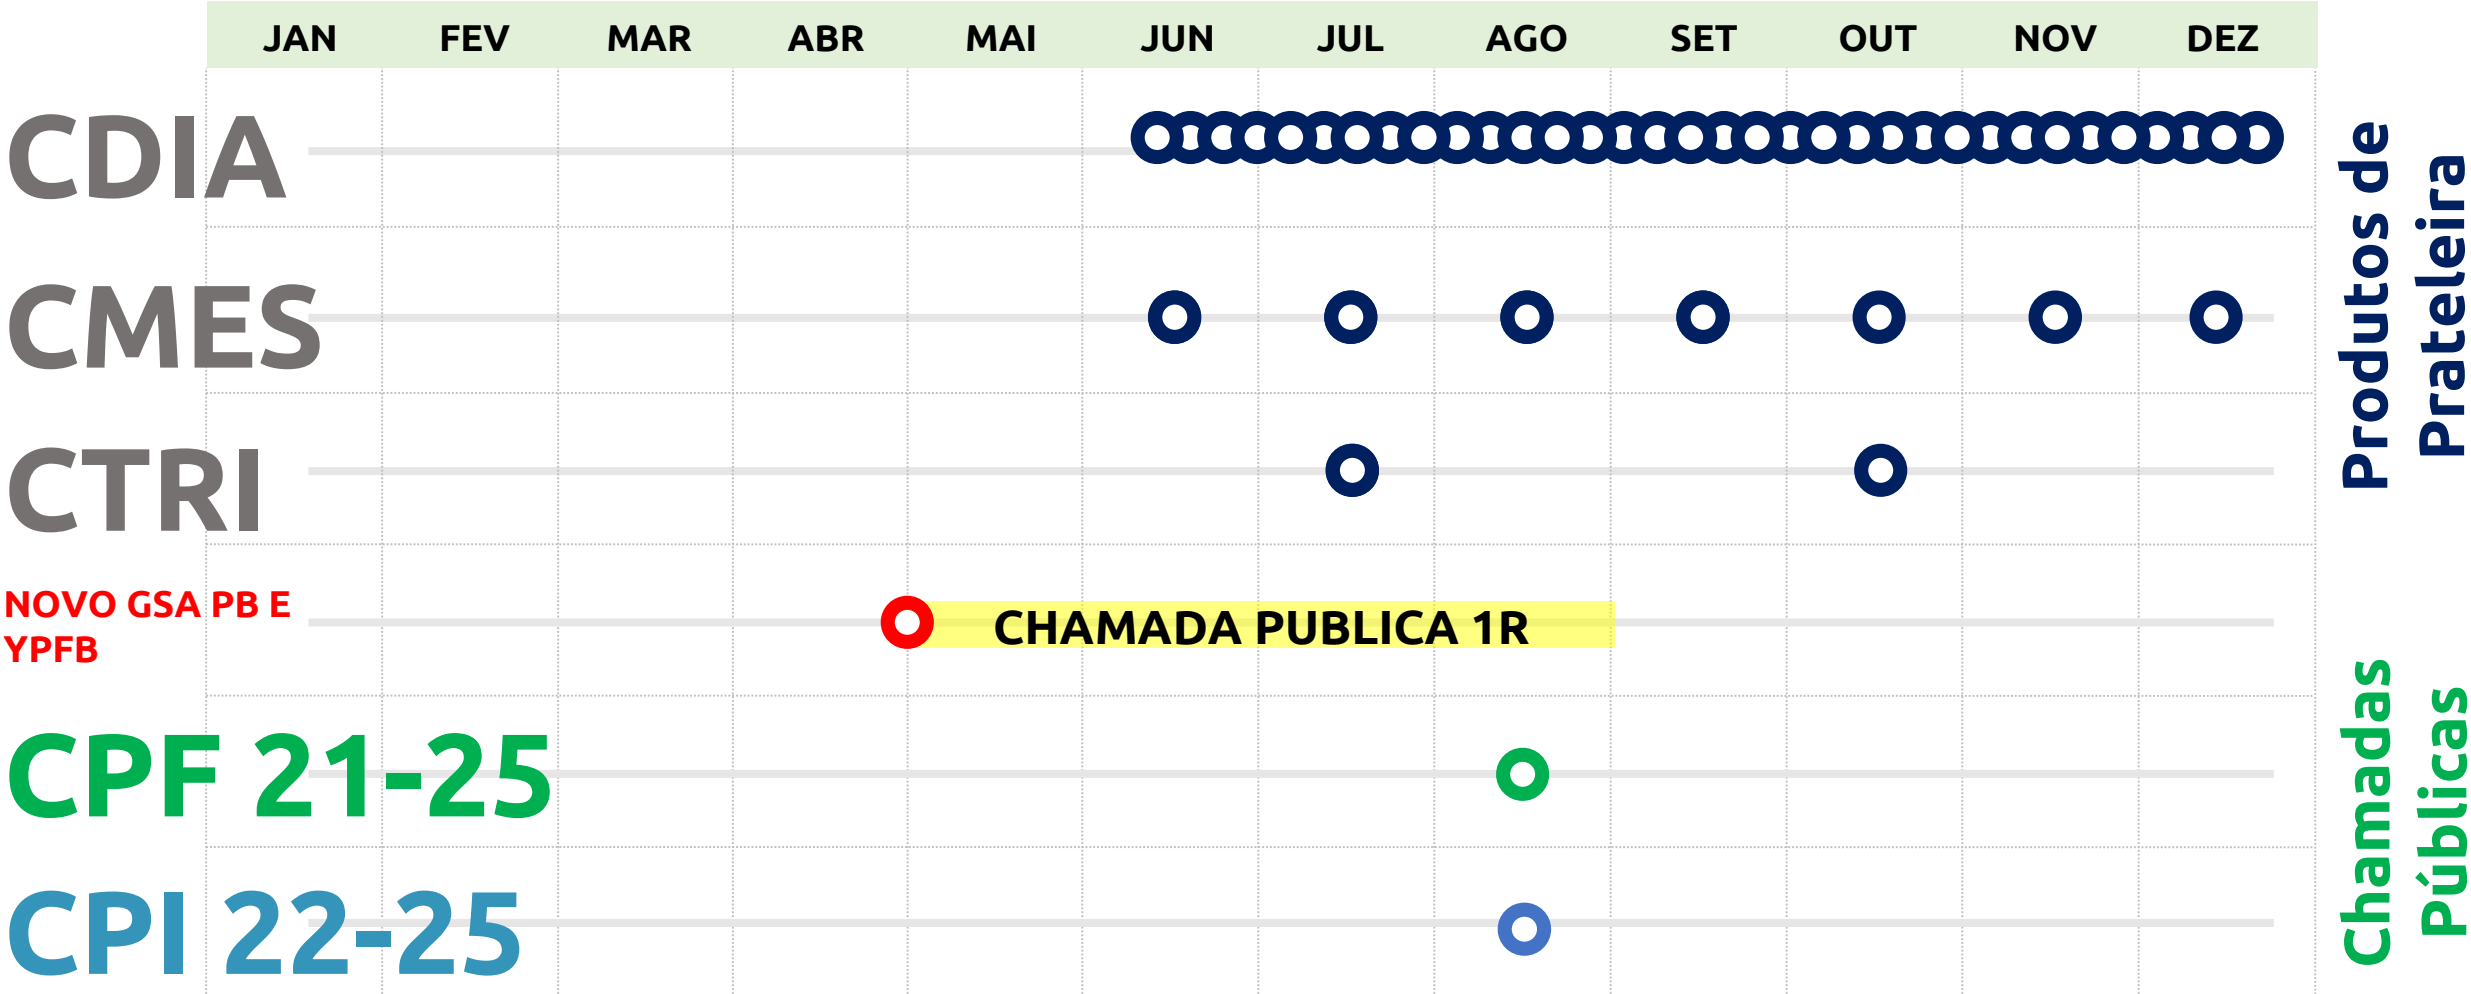 JAN FEV MAR ABR MAI JUN JUL AGO SET OUT NOV DEZ
CDIA
CMES
CTRI
NOVO GSA PB E
YPFB
CHAMADA PUBLICA 1R
CPF 21-25
CPI 22-25
Produtos de
Prateleira
Chamadas
Públicas